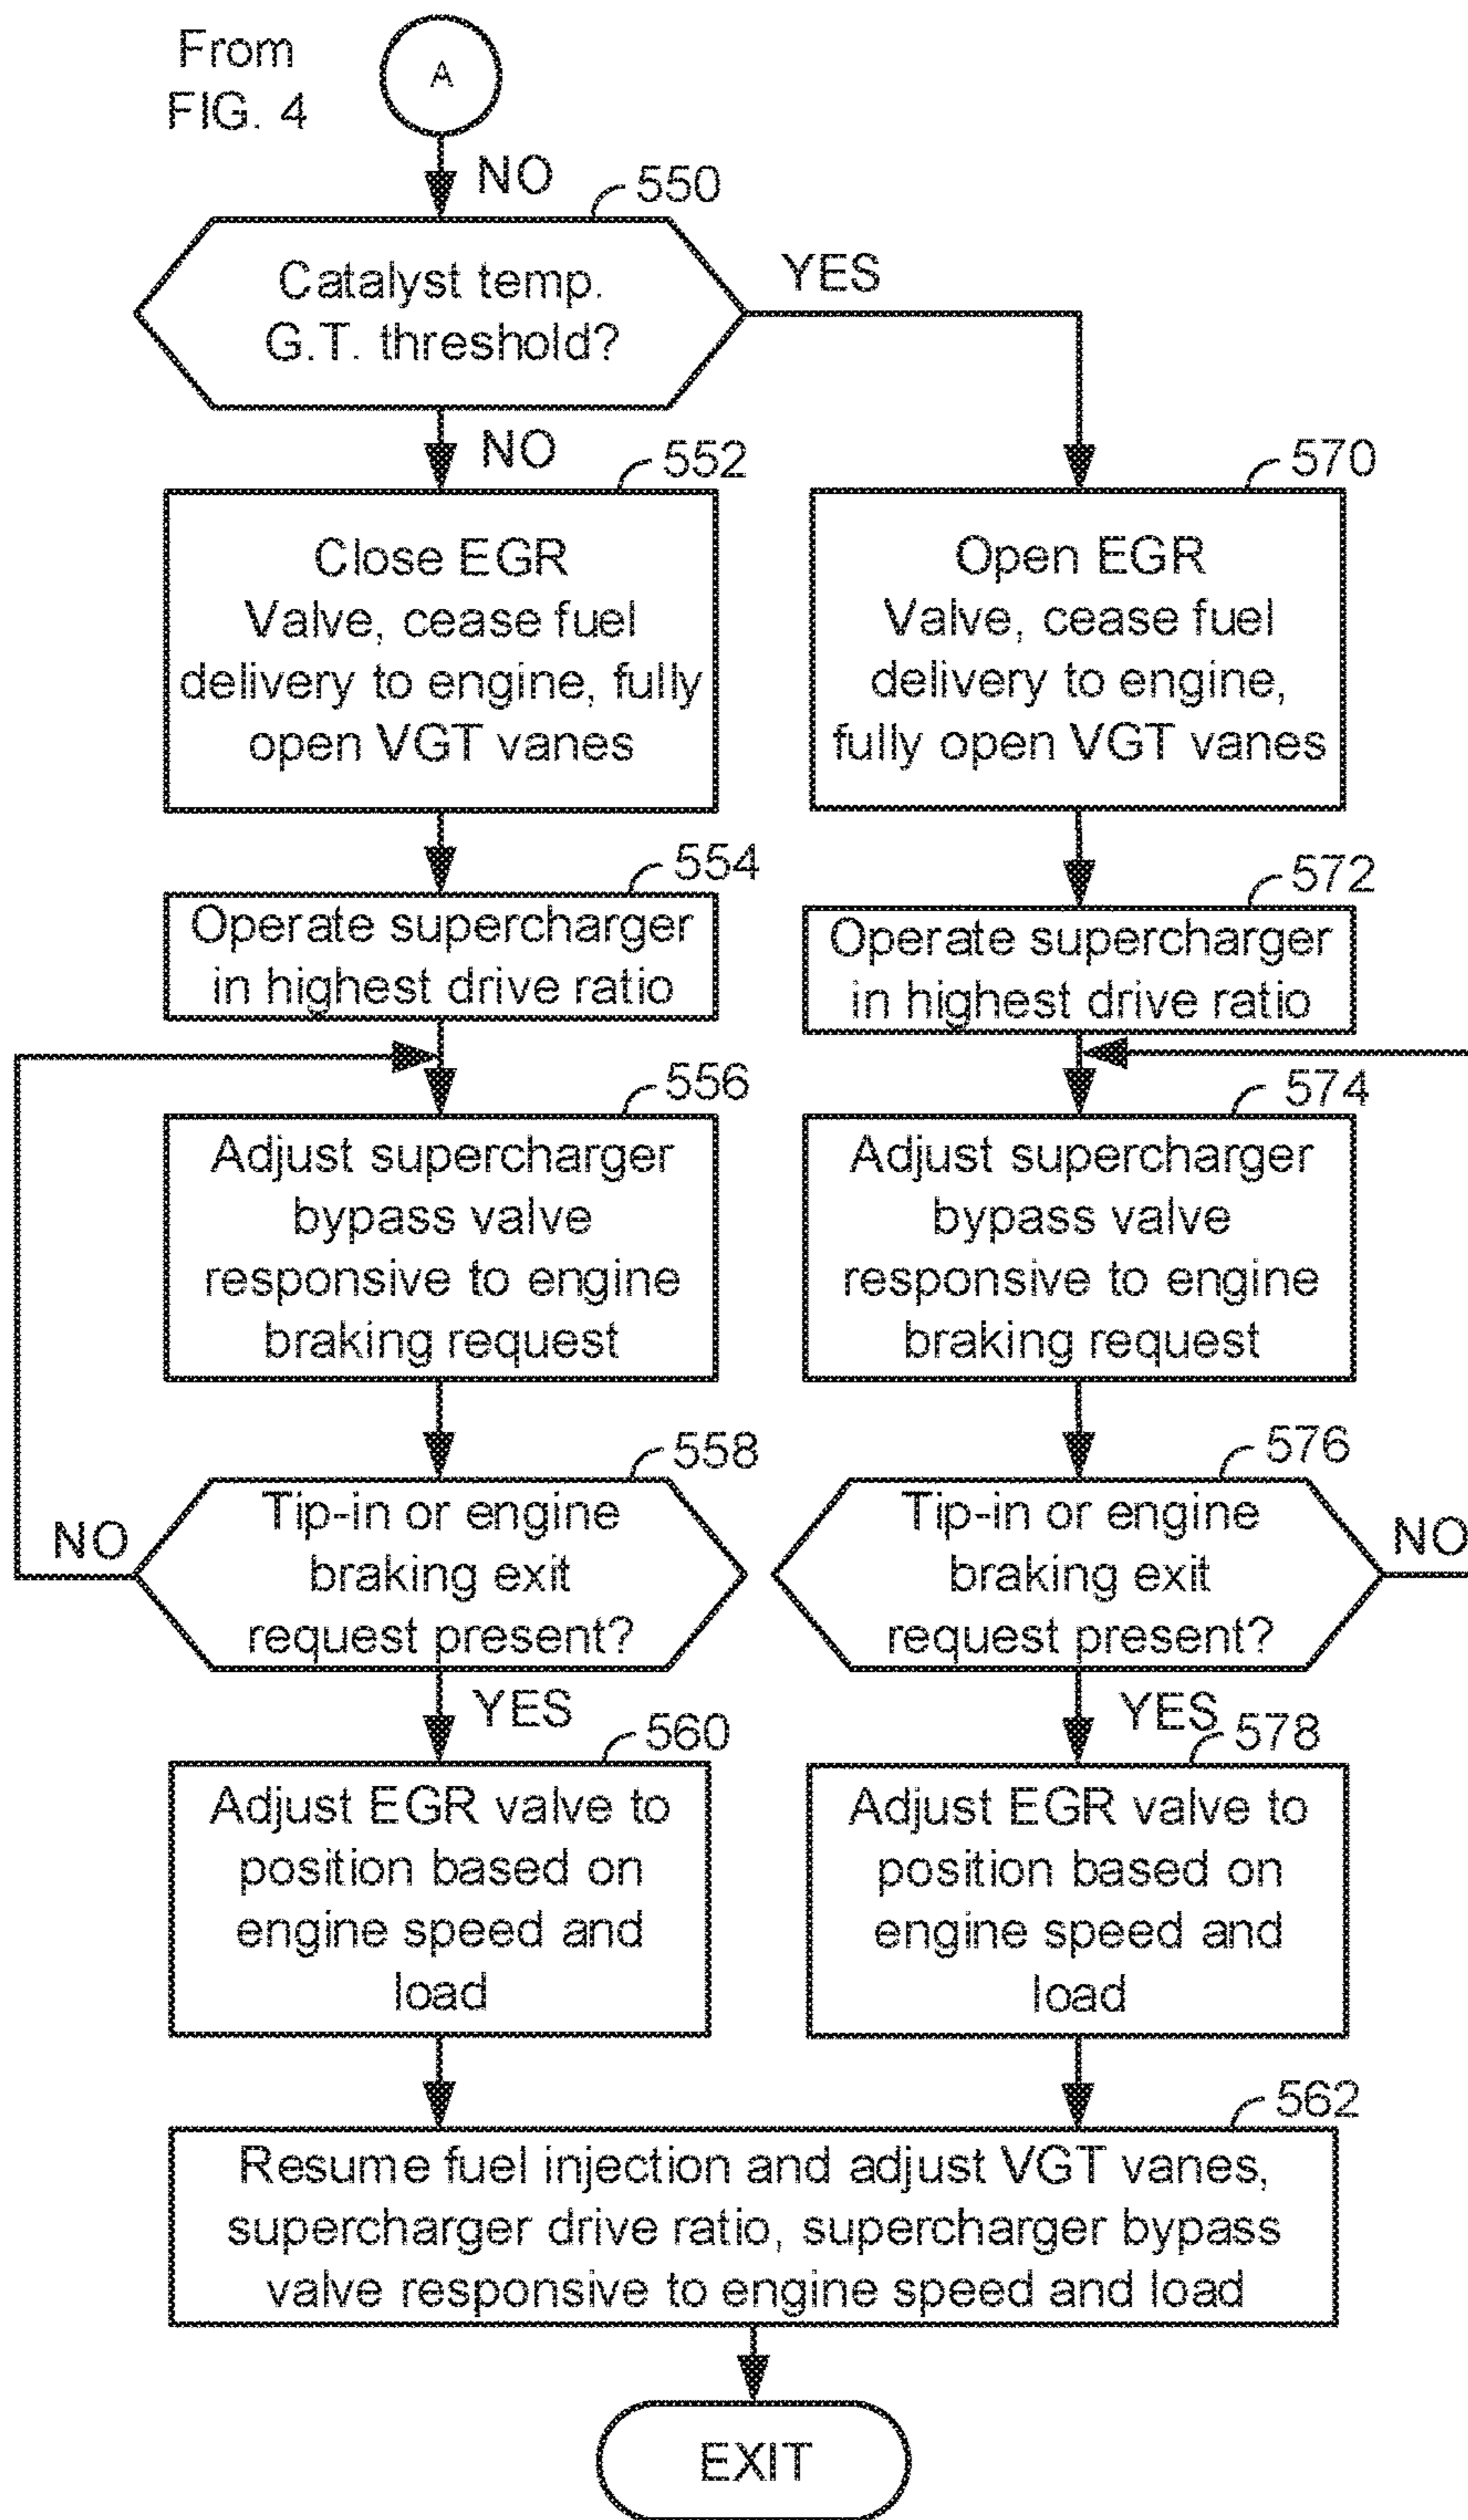 From
FIG. 4
A
NO
550
Catalyst temp.
G.T. threshold?
YES
NO
552
Close EGR
Valve, cease fuel
delivery to engine, fully
open VGT vanes
570
Open EGR
Valve, cease fuel
delivery to engine,
fully open VGT vanes
554
Operate supercharger
in highest drive ratio
572
Operate supercharger
in highest drive ratio
556
Adjust supercharger
bypass valve
responsive to engine
braking request
574
Adjust supercharger
bypass valve
responsive to engine
braking request
558
Tip-in or engine
braking exit
request present?
NO
576
Tip-in or engine
braking exit
request present?
NO
YES
560
Adjust EGR valve to
position based on
engine speed and
load
YES
578
Adjust EGR valve to
position based on
engine speed and
load
562
Resume fuel injection and adjust VGT vanes,
supercharger drive ratio, supercharger bypass
valve responsive to engine speed and load
EXIT